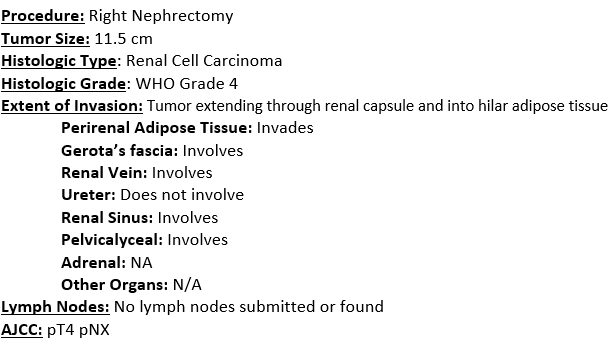 Procedure: Right Nephrectomy
Tumor Size: 11.5 cm
Histologic Type: Renal Cell Carcinoma
Histologic Grade: WHO Grade 4
Extent of Invasion: Tumor extending through renal capsule and into hilar adipose tissue
Perirenal Adipose Tissue: Invades
Gerota’s fascia: Involves
Renal Vein: Involves
Ureter: Does not involve
Renal Sinus: Involves
Pelvicalyceal: Involves
Adrenal: NA
Other Organs: N/A
Lymph Nodes: No lymph nodes submitted or found
AJCC: pT4 pNX